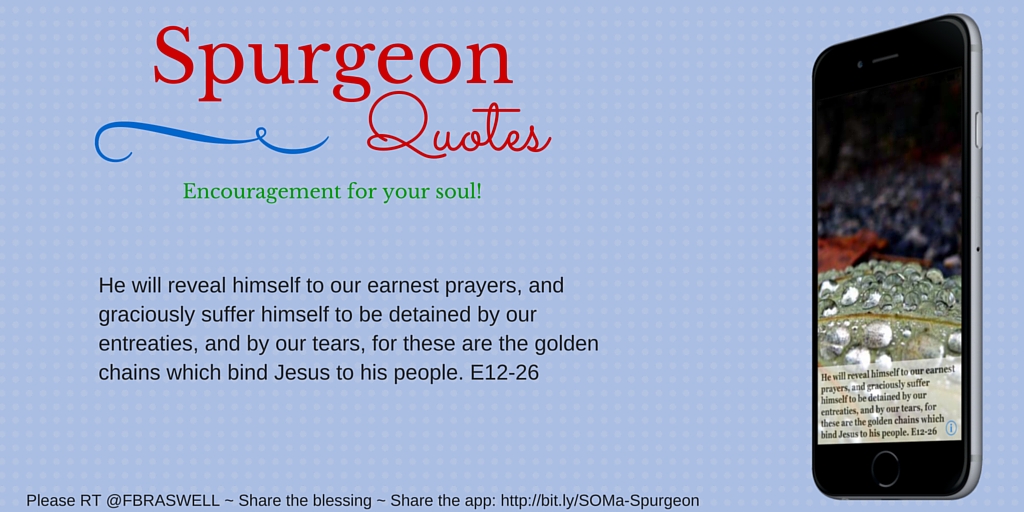 Spurgeon
Quotes
Encouragement for your soul!
He will reveal himself to our earnest prayers, and
graciously suffer himself to be detained by our
entreaties, and by our tears, for these are the golden
chains which bind Jesus to his people. E12-26
He will reveal himself to our earnest
prayers, and graciously suffer
himself to be detained by our
entreaties, and by our tears, for
these are the golden chains which
bind Jesus to his people. E12-26
i
Please RT @FBRASWELL ~ Share the blessing ~ Share the app: http://bit.ly/SOMa-Spurgeon